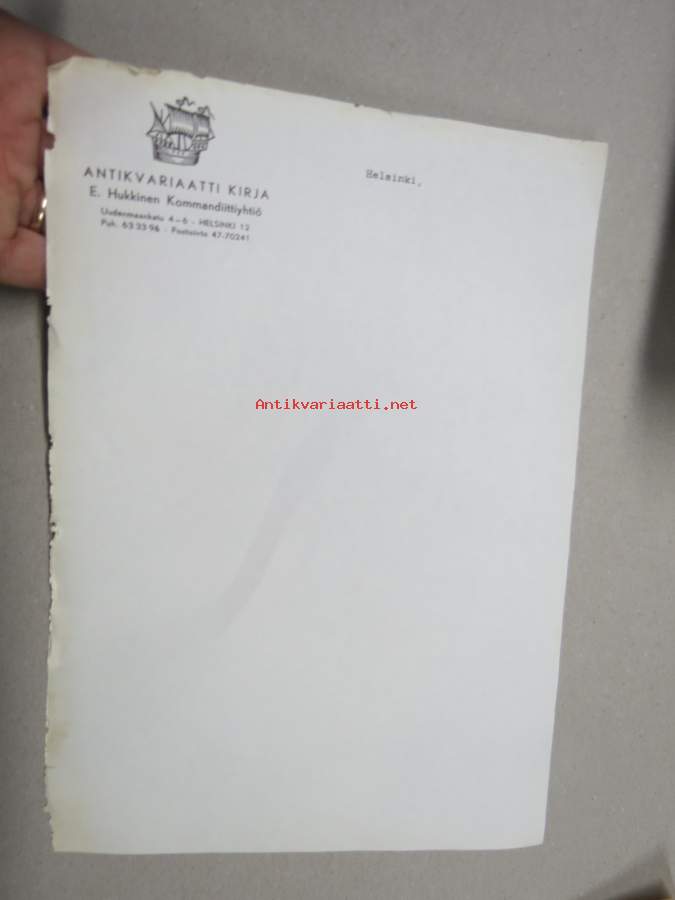 ANTIKVARIAATTI KIRJA
E. Hukkinen Kommandiittiyhtiö
Uudenmaankatu 4–6 - HELSINKI 12
Puh. 63 33 96 - Postisiirto 47-70241
Helsinki,
Antikvariaatti.net